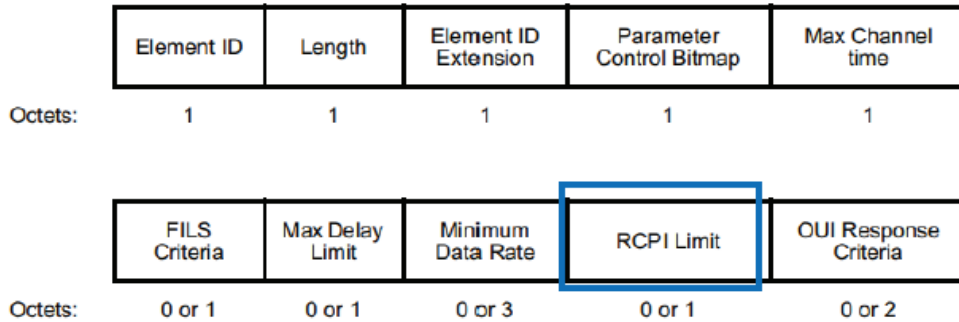 Element ID
Length
Element ID
Extension
Parameter
Control Bitmap
Max Channel
time
Octets: 1 1 1 1 1
FILS
Criteria
Max Delay
Limit
Minimum
Data Rate
RCPI Limit
OUI Response
Criteria
Octets: 0 or 1 0 or 1 0 or 3 0 or 1 0 or 2